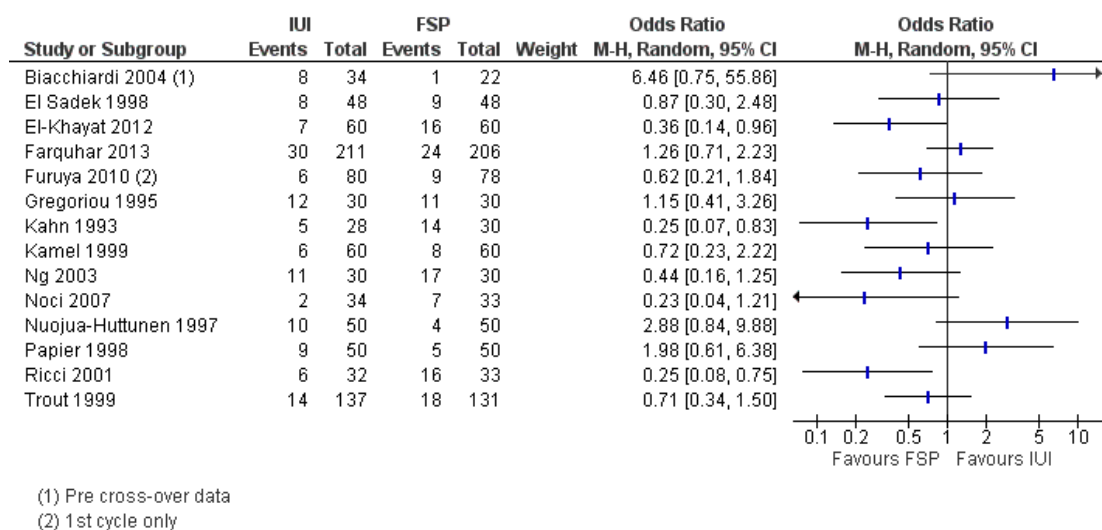 IUI FSP Odds Ratio Odds Ratio
Study or Subgroup Events Total Events Total Weight M-H, Random, 95% CI M-H, Random, 95% CI
Biacchiardi 2004 (1) 8 34 1 22 6.46 [0.75, 55.86]
El Sadek 1998 8 48 9 48 0.87 [0.30, 2.48]
El-Khayat 2012 7 60 16 60 0.36 [0.14, 0.96]
Farquhar 2013 30 211 24 206 1.26 [0.71, 2.23]
Furuya 2010 (2) 6 80 9 78 0.62 [0.21, 1.84]
Gregoriou 1995 12 30 11 30 1.15 [0.41, 3.26]
Kahn 1993 5 28 14 30 0.25 [0.07, 0.83]
Kamel 1999 6 60 8 60 0.72 [0.23, 2.22]
Ng 2003 11 30 17 30 0.44 [0.16, 1.25]
Noci 2007 2 34 7 33 0.23 [0.04, 1.21]
Nuojua-Huttunen 1997 10 50 4 50 2.88 [0.84, 9.88]
Papier 1998 9 50 5 50 1.98 [0.61, 6.38]
Ricci 2001 6 32 16 33 0.25 [0.08, 0.75]
Trout 1999 14 137 18 131 0.71 [0.34, 1.50]
0.1 0.2 0.5 1 2 5 10
Favours FSP Favours IUI
(1) Pre cross-over data
(2) 1st cycle only